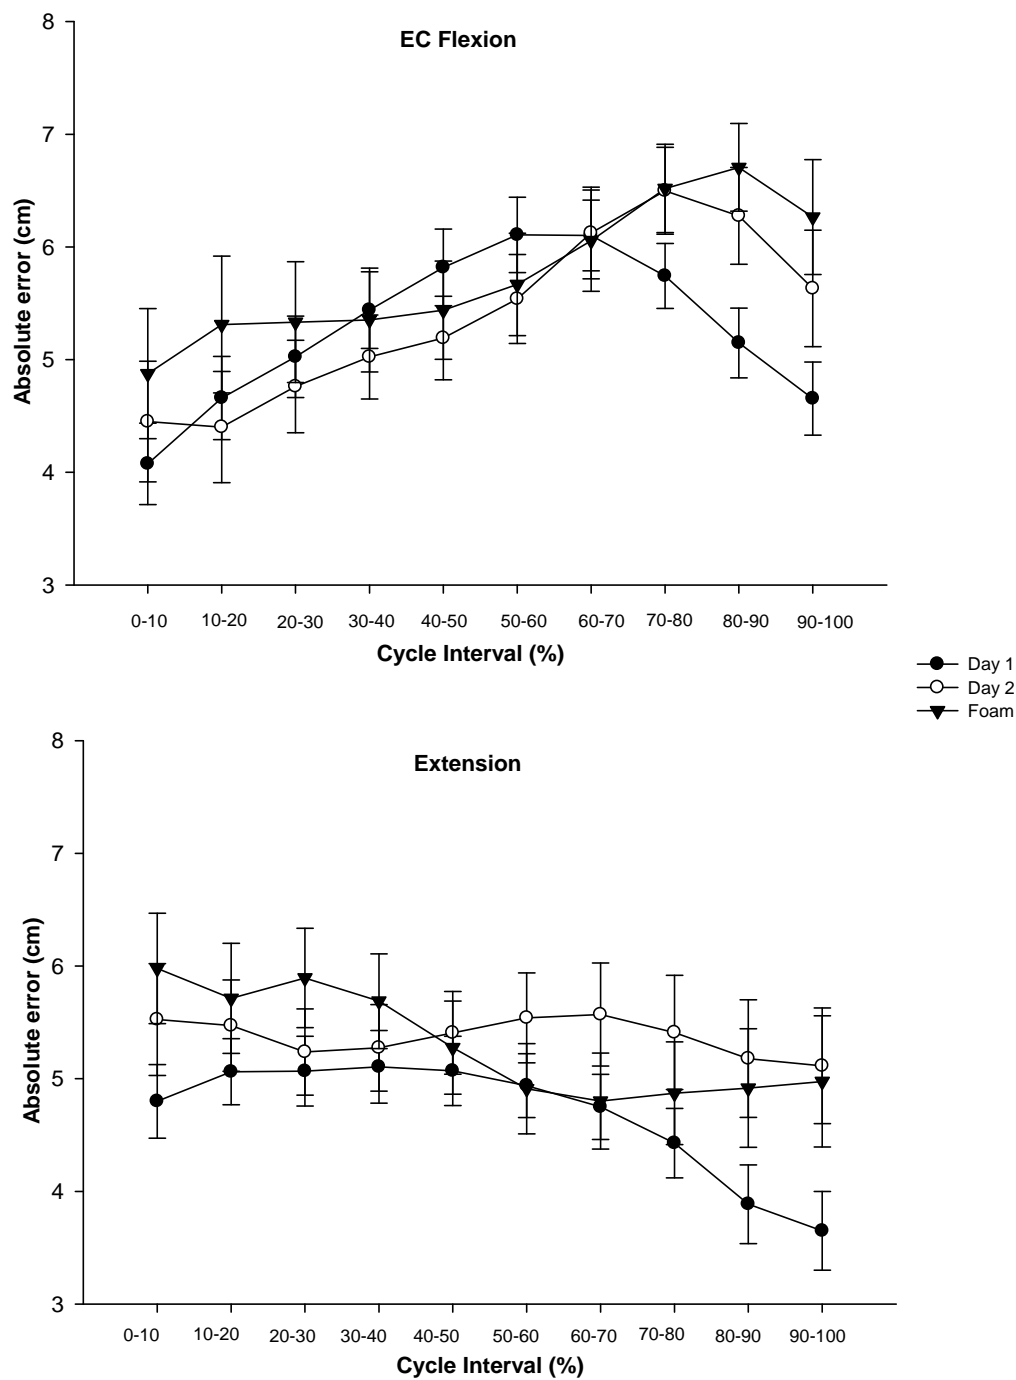 EC Flexion
8
7
6
5
4
3
Absolute error (cm)
0-10 10-20 20-30 30-40 40-50 50-60 60-70 70-80 80-90 90-100
Cycle Interval (%)
Day 1
Day 2
Foam
Extension
8
7
6
5
4
3
Absolute error (cm)
0-10 10-20 20-30 30-40 40-50 50-60 60-70 70-80 80-90 90-100
Cycle Interval (%)